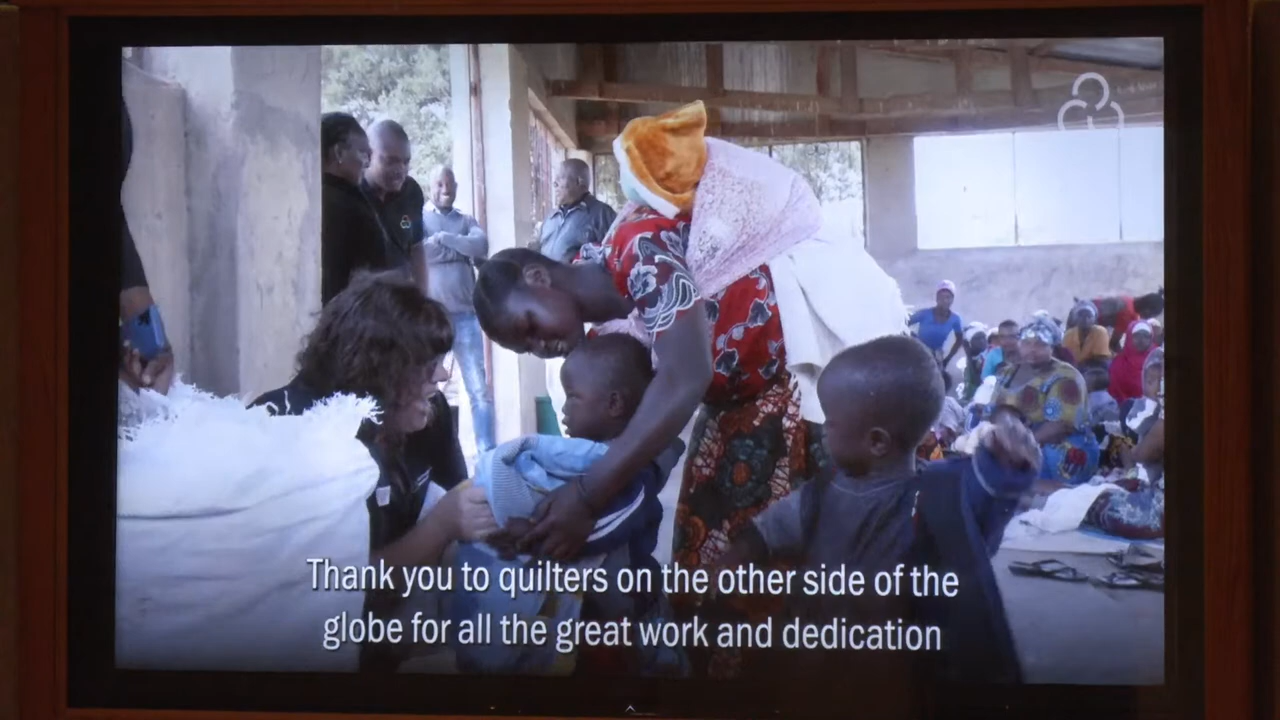 Thank you to quilters on the other side of the
globe for all the great work and dedication